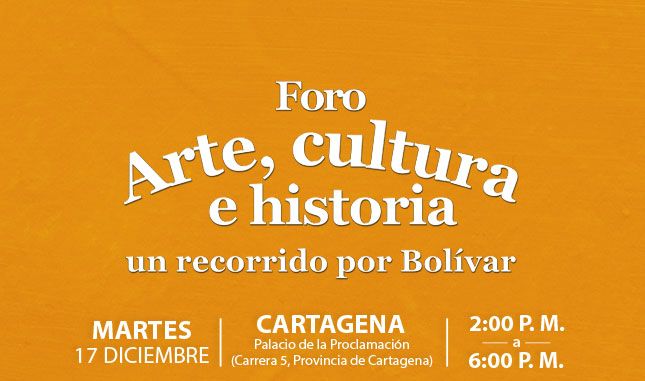 Foro
Arte, cultura
e historia
un recorrido por Bolívar
MARTES
17 DICIEMBRE
CARTAGENA
Palacio de la Proclamación
(Carrera 5, Provincia de Cartagena)
2:00 P. M.
a
6:00 P. M.